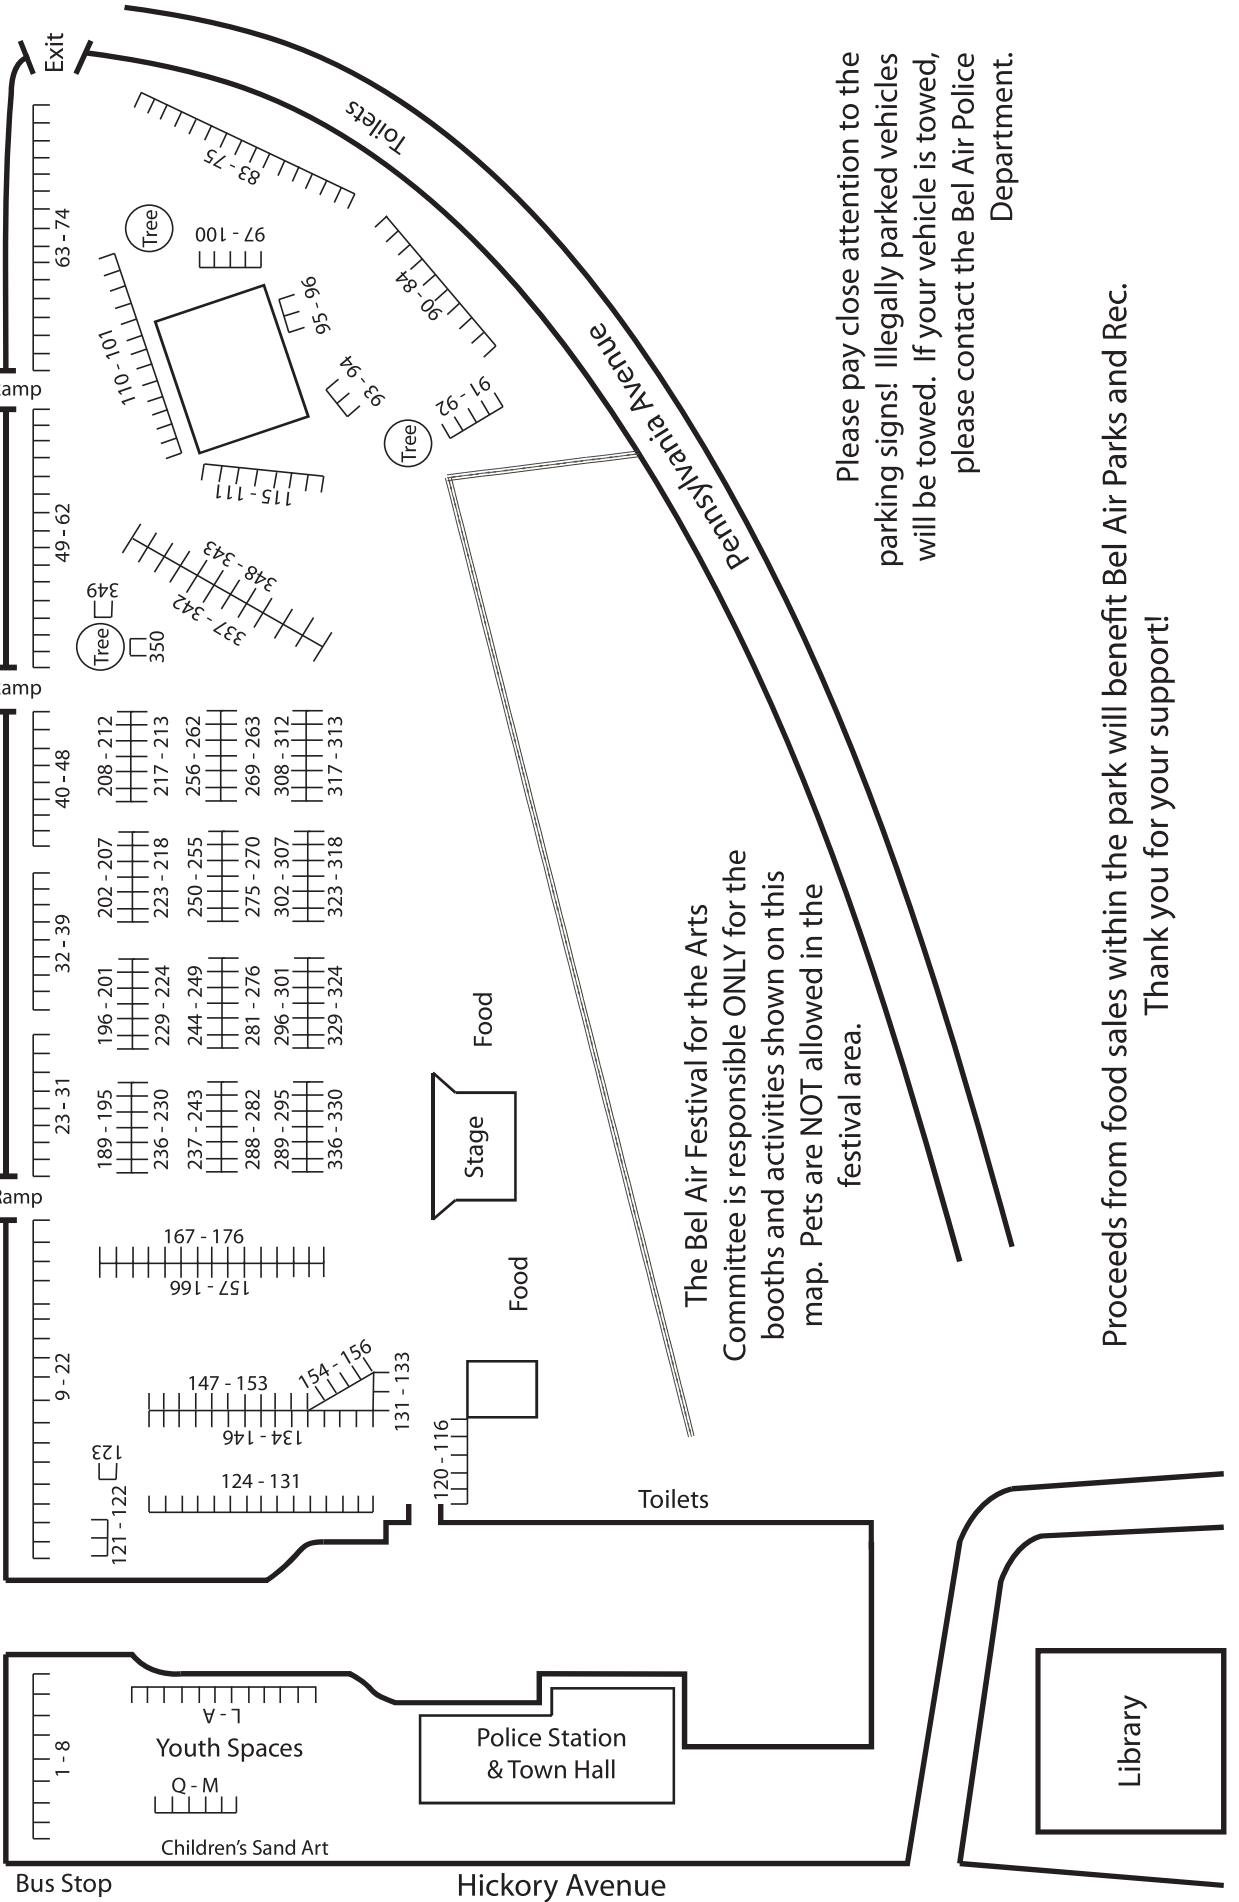 Exit
Toilets
83 - 75
Tree
97 - 100
63 - 74
95 - 96
90 - 84
110 - 101
93 - 94
91 - 92
amp
Tree
Pennsylvania Avenue
115 - 111
49 - 62
348 - 343
337 - 342
349
Tree
350
amp
40 - 48
208 - 212
217 - 213
256 - 262
269 - 263
308 - 312
317 - 313
202 - 207
223 - 218
250 - 255
275 - 270
302 - 307
323 - 318
32 - 39
196 - 201
229 - 224
244 - 249
281 - 276
296 - 301
329 - 324
Food
23 - 31
189 - 195
236 - 230
237 - 243
288 - 282
289 - 295
336 - 330
Stage
Ramp
167 - 176
157 - 166
Food
9 - 22
147 - 153
154 - 156
131 - 133
134 - 146
123
120 - 116
124 - 131
121 - 122
Toilets
L - A
Youth Spaces
1 - 8
Q - M
Children's Sand Art
Police Station
& Town Hall
Library
Bus Stop
Hickory Avenue
Please pay close attention to the
parking signs! Illegally parked vehicles
will be towed. If your vehicle is towed,
please contact the Bel Air Police
Department.
The Bel Air Festival for the Arts
Committee is responsible ONLY for the
booths and activities shown on this
map. Pets are NOT allowed in the
festival area.
Proceeds from food sales within the park will benefit Bel Air Parks and Rec.
Thank you for your support!